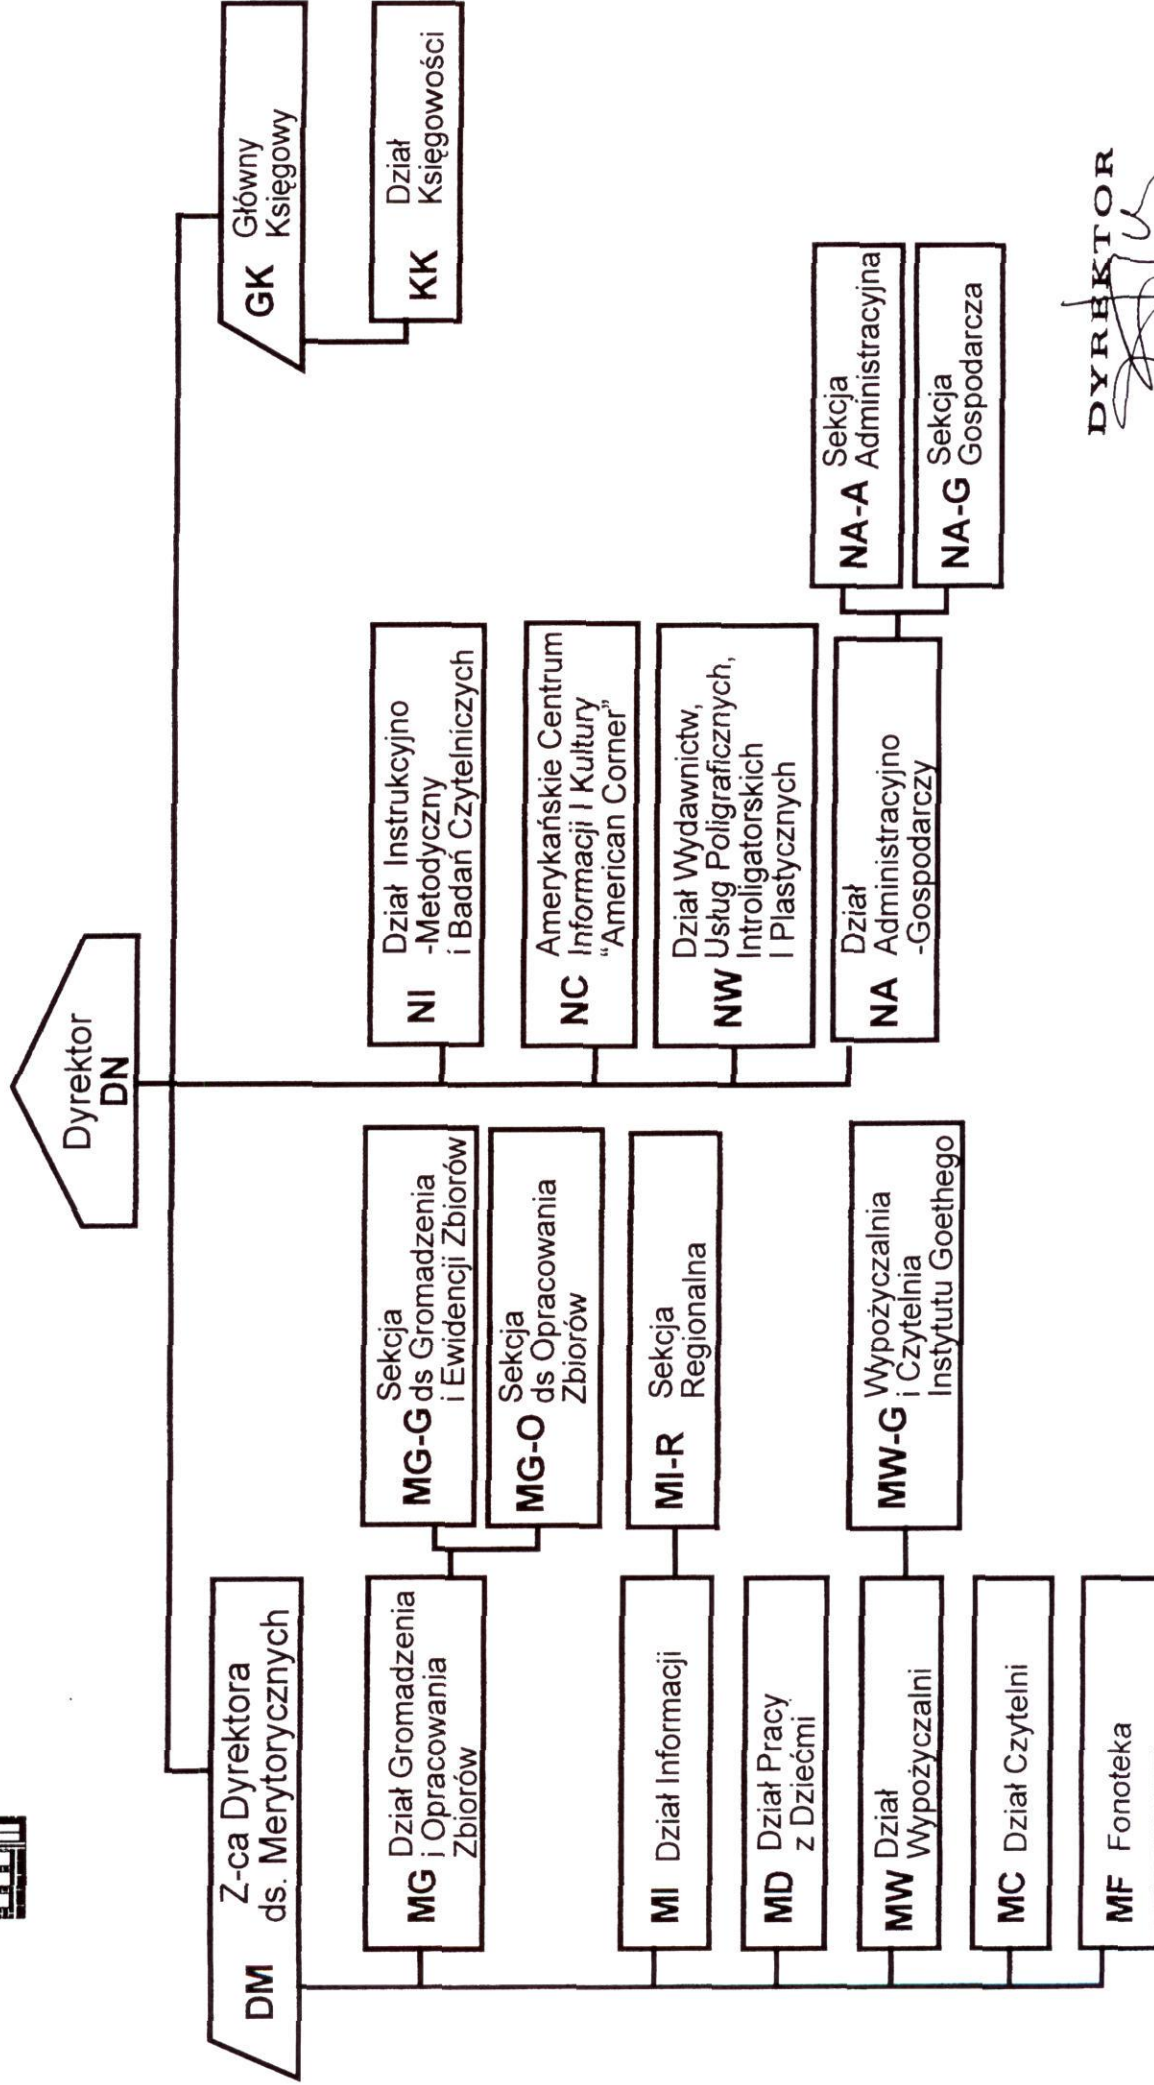 Dyrektor
DN
DM
Z-ca Dyrektora
ds. Merytorycznych
GK
Główny
Księgowy
KK
Dział
Księgowości
MG
Dział Gromadzenia
i Opracowania
Zbiorów
MG-G
Sekcja
ds Gromadzenia
i Ewidencji Zbiorów
MG-O
Sekcja
ds Opracowania
Zbiorów
MI
Dział Informacji
MI-R
Sekcja
Regionalna
MD
Dział Pracy
z Dziećmi
MW
Dział
Wypożyczalni
MW-G
Wypożyczalnia
i Czytelnia
Instytutu Goethego
MC
Dział Czytelni
MF
Fonoteka
NI
Dział Instrukcyjno
-Metodyczny
i Badań Czytelniczych
NC
Amerykańskie Centrum
Informacji I Kultury
“American Corner”
NW
Dział Wydawnictw,
Usług Poligraficznych,
Introligatorskich
I Plastycznych
NA
Dział
Administracyjno
-Gospodarczy
NA-A
Sekcja
Administracyjna
NA-G
Sekcja
Gospodarcza
DYREKTOR